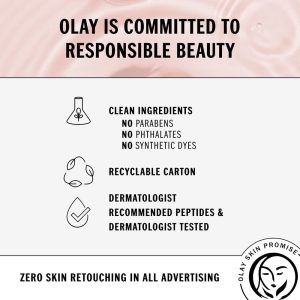 OLAY IS COMMITTED TO
RESPONSIBLE BEAUTY
CLEAN INGREDIENTS
NO PARABENS
NO PHTHALATES
NO SYNTHETIC DYES
RECYCLABLE CARTON
DERMATOLOGIST
RECOMMENDED PEPTIDES &
DERMATOLOGIST TESTED
ZERO SKIN RETOUCHING IN ALL ADVERTISING
OLAY SKIN PROMISE